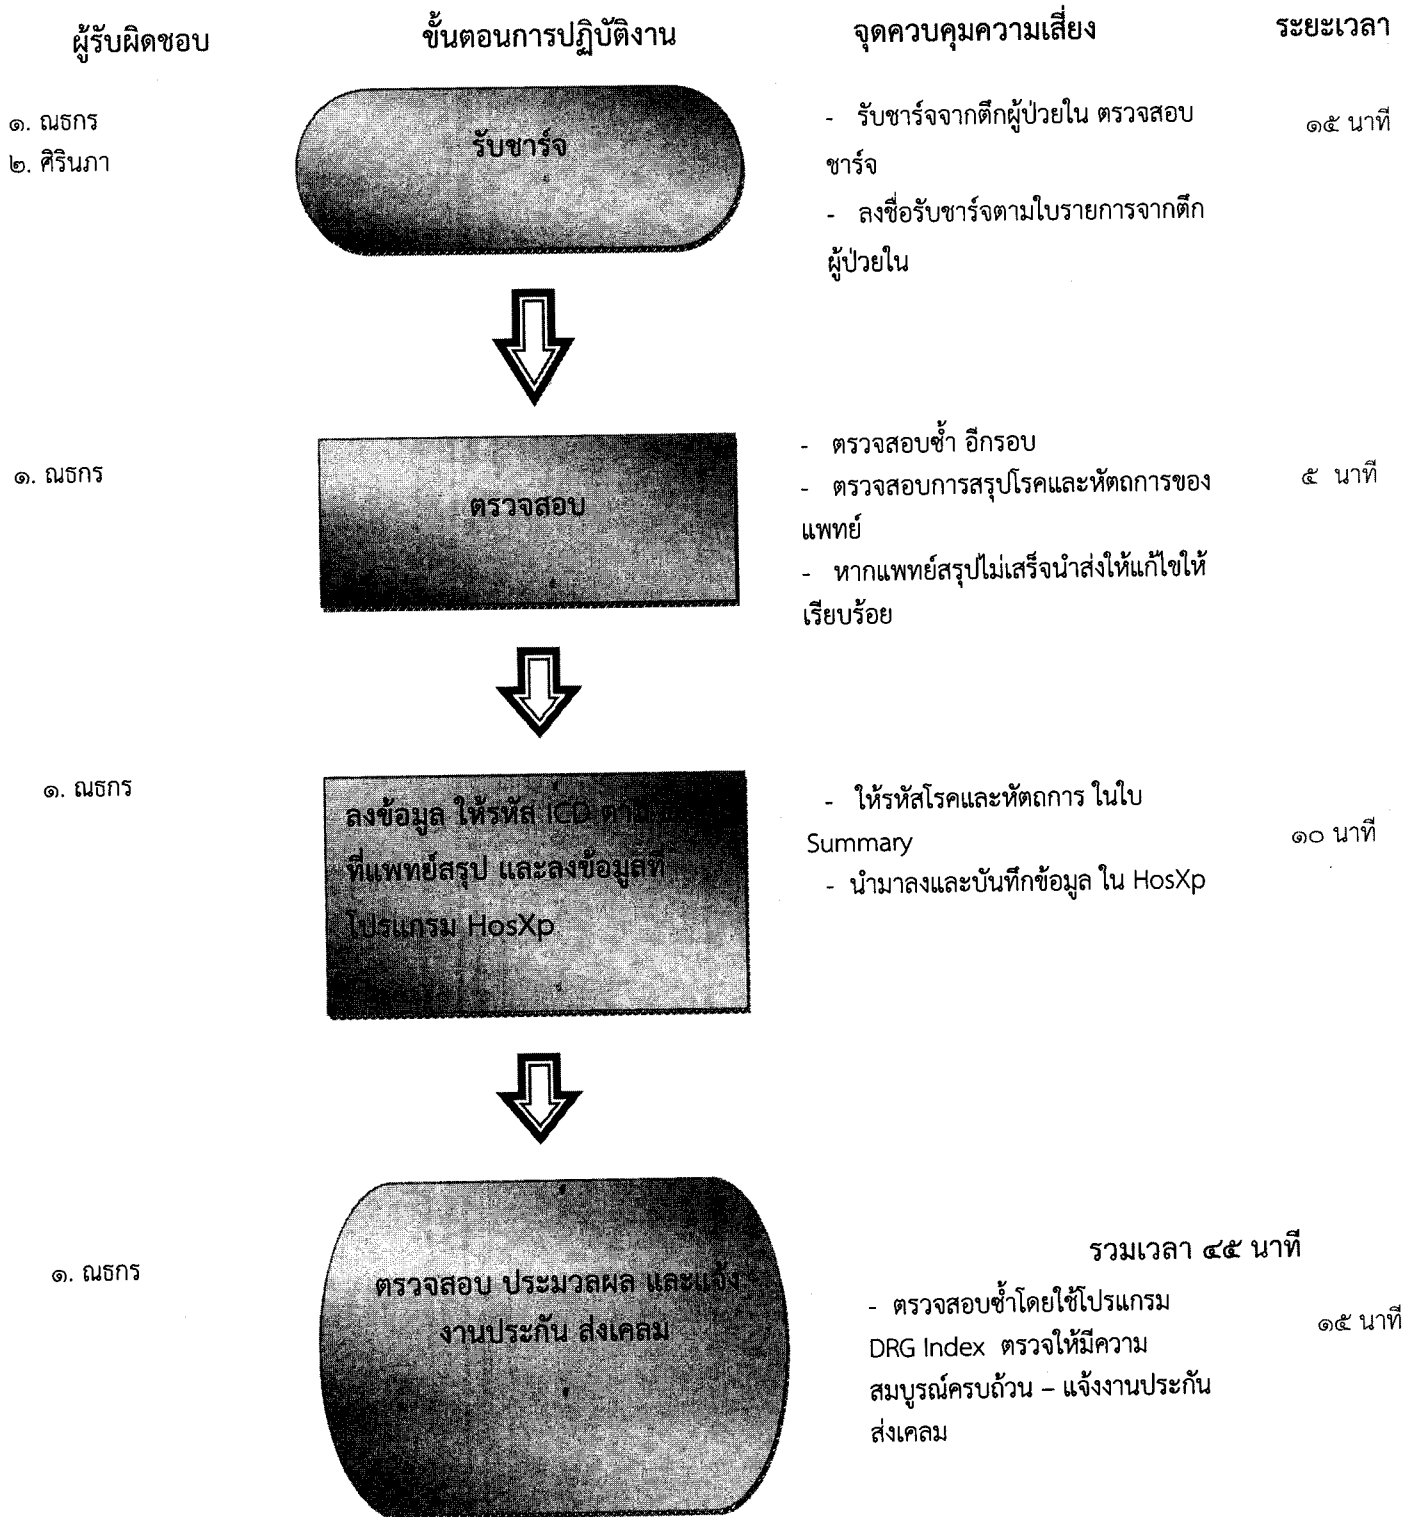 ผู้รับผิดชอบ ขั้นตอนการปฏิบัติงาน จุดควบคุมความเสี่ยง ระยะเวลา
๑. ณธกร
๒. ศิรินภา
รับชาร์จ
- รับชาร์จจากตึกผู้ป่วยใน ตรวจสอบ
ชาร์จ
- ลงชื่อรับชาร์จตามใบรายการจากตึก
ผู้ป่วยใน
๑๕ นาที
๑. ณธกร
ตรวจสอบ
- ตรวจสอบซ้ำ อีกรอบ
- ตรวจสอบการสรุปโรคและหัตถการของ
แพทย์
- หากแพทย์สรุปไม่เสร็จนำส่งให้แก้ไขให้
เรียบร้อย
๕ นาที
๑. ณธกร
ลงข้อมูล ให้รหัส ICD ตาม
ที่แพทย์สรุป และลงข้อมูลที่
โปรแกรม HosXp
- ให้รหัสโรคและหัตถการ ในใบ
Summary
- นำมาลงและบันทึกข้อมูล ใน HosXp
๑๐ นาที
๑. ณธกร
ตรวจสอบ ประมวลผล และแจ้ง
งานประกัน ส่งเคลม
รวมเวลา ๔๕ นาที
- ตรวจสอบซ้ำโดยใช้โปรแกรม
DRG Index ตรวจให้มีความ
สมบูรณ์ครบถ้วน – แจ้งงานประกัน
ส่งเคลม
๑๕ นาที